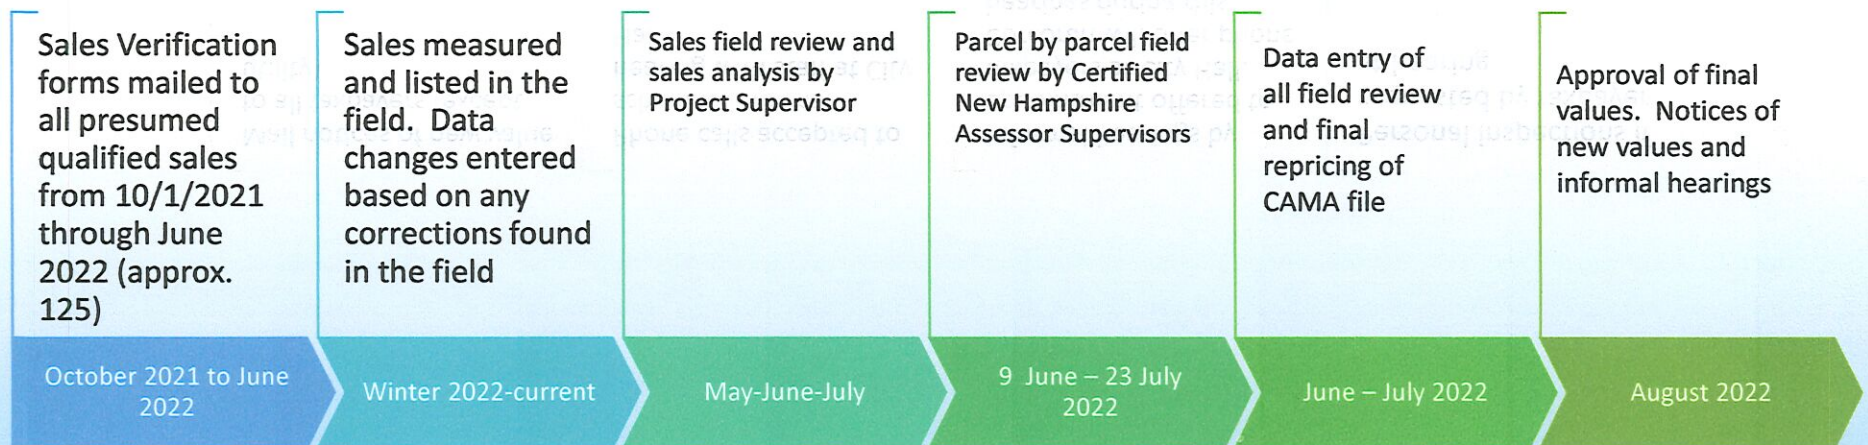 Sales Verification
forms mailed to
all presumed
qualified sales
from 10/1/2021
through June
2022 (approx.
125)
October 2021 to June
2022
Sales measured
and listed in the
field.  Data
changes entered
based on any
corrections found
in the field
Winter 2022-current
Sales field review and
sales analysis by
Project Supervisor
May-June-July
Parcel by parcel field
review by Certified
New Hampshire
Assessor Supervisors
9  June – 23 July
2022
Data entry of
all field review
and final
repricing of
CAMA file
June – July 2022
Approval of final
values.  Notices of
new values and
informal hearings
August 2022